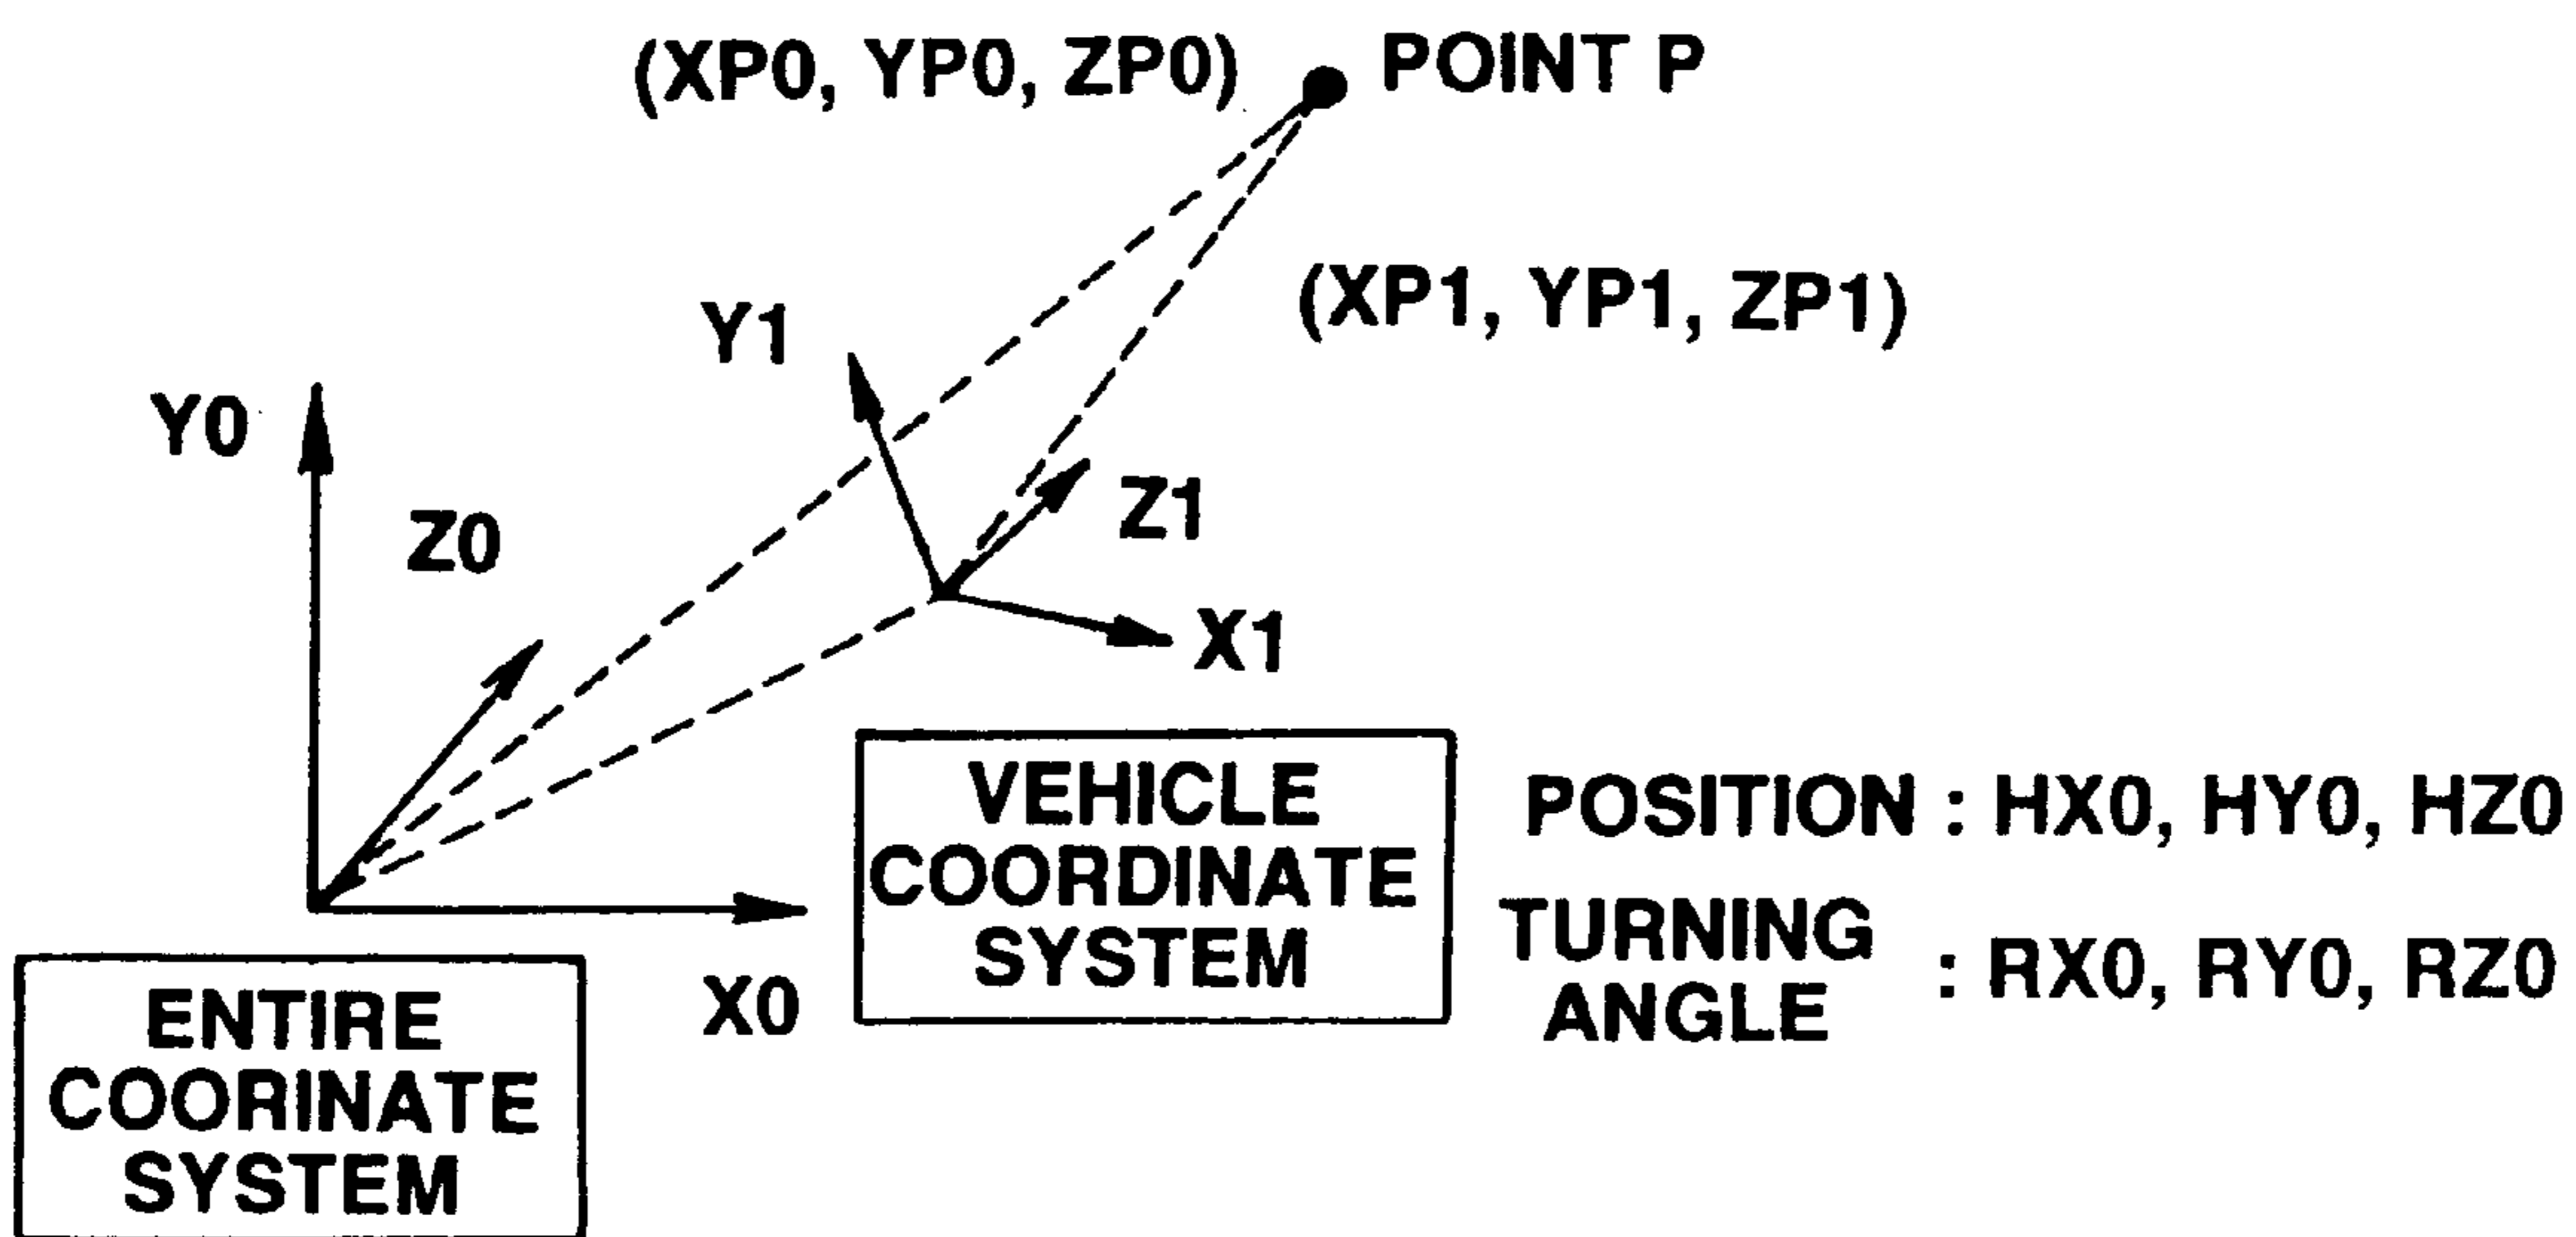 (XP0, YP0, ZP0)
POINT P
(XP1, YP1, ZP1)
Y1
Y0
Z0
Z1
X1
X0
VEHICLE
COORDINATE
SYSTEM
POSITION : HX0, HY0, HZ0
TURNING
ANGLE
: RX0, RY0, RZ0
ENTIRE
COORINATE
SYSTEM